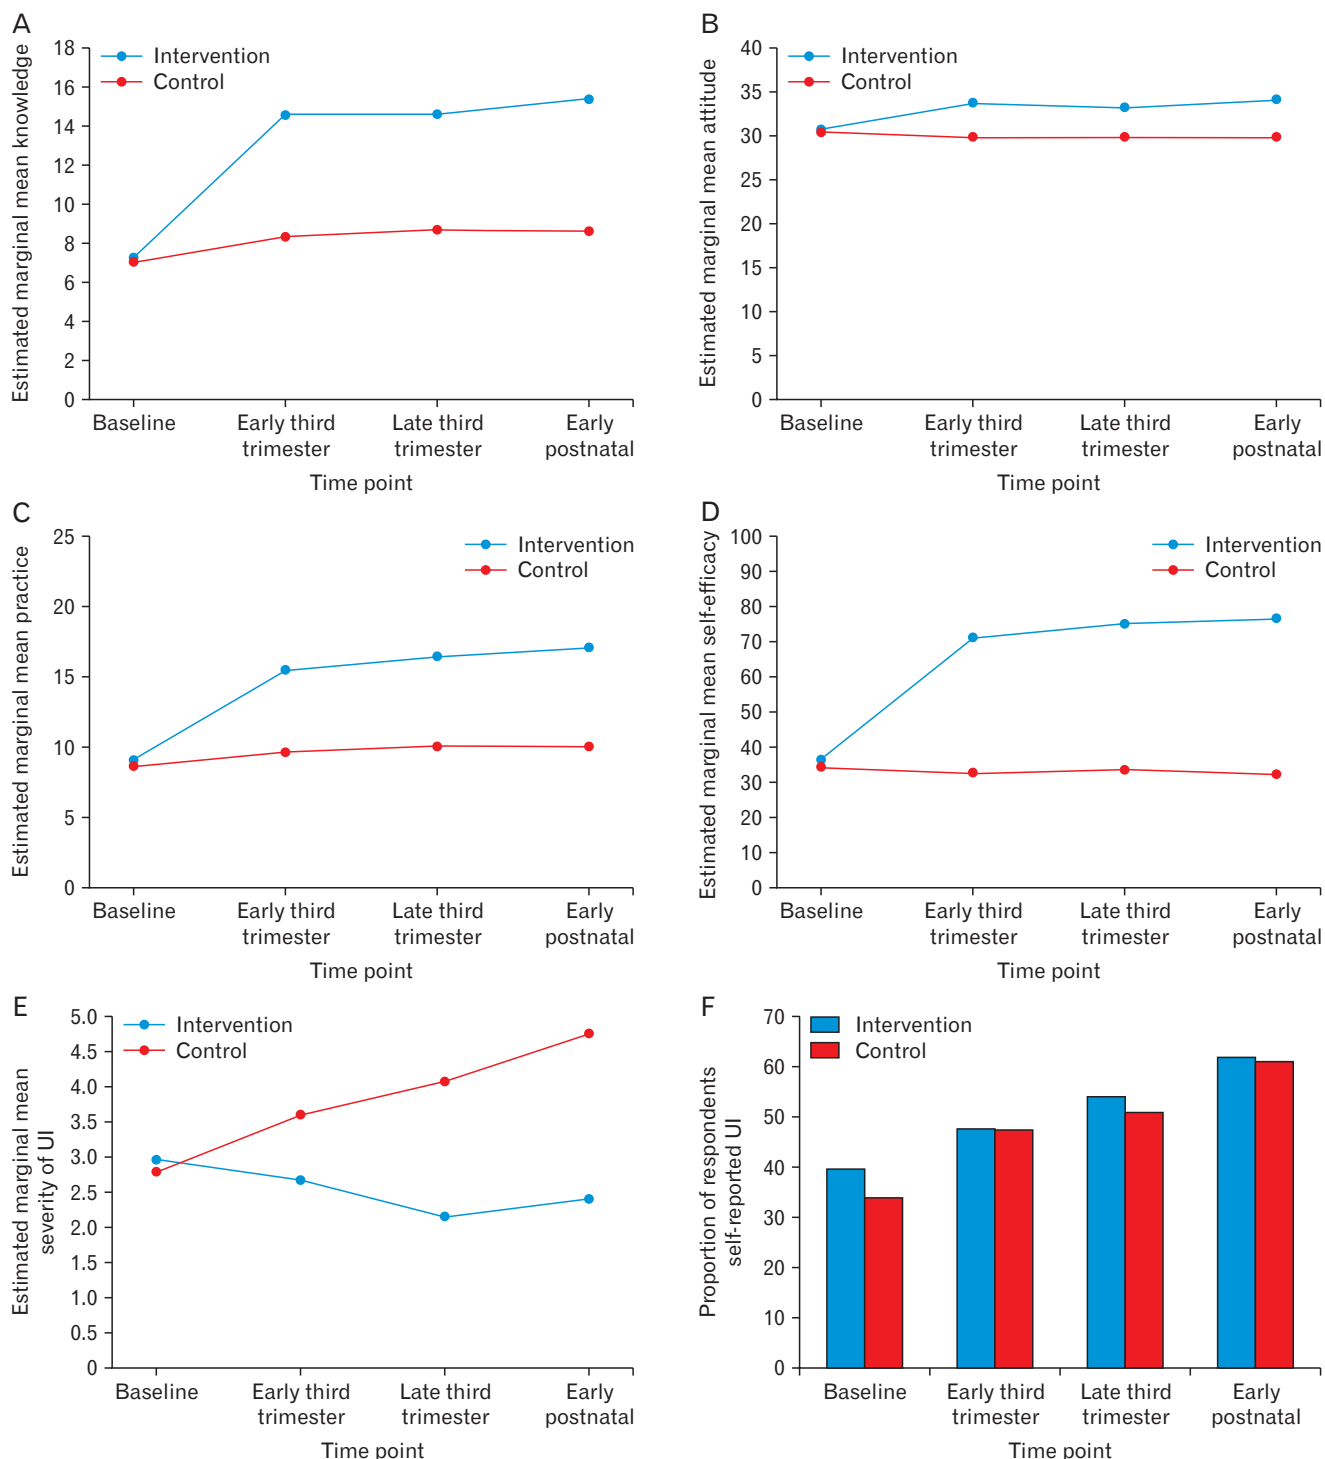 A
Estimated marginal mean knowledge
18
16
14
12
10
8
6
4
2
0
Intervention
Control
Baseline
Early third
trimester
Late third
trimester
Early
postnatal
Time point
B
Estimated marginal mean attitude
40
35
30
25
20
15
10
5
0
Intervention
Control
Baseline
Early third
trimester
Late third
trimester
Early
postnatal
Time point
C
Estimated marginal mean practice
25
20
15
10
5
0
Intervention
Control
Baseline
Early third
trimester
Late third
trimester
Early
postnatal
Time point
D
Estimated marginal mean self-efficacy
100
90
80
70
60
50
40
30
20
10
0
Intervention
Control
Baseline
Early third
trimester
Late third
trimester
Early
postnatal
Time point
E
Estimated marginal mean
severity of UI
5.0
4.5
4.0
3.5
3.0
2.5
2.0
1.5
1.0
0.5
0
Intervention
Control
Baseline
Early third
trimester
Late third
trimester
Early
postnatal
Time point
F
Proportion of respondents
self-reported UI
70
60
50
40
30
20
10
0
Intervention
Control
Baseline
Early third
trimester
Late third
trimester
Early
postnatal
Time point